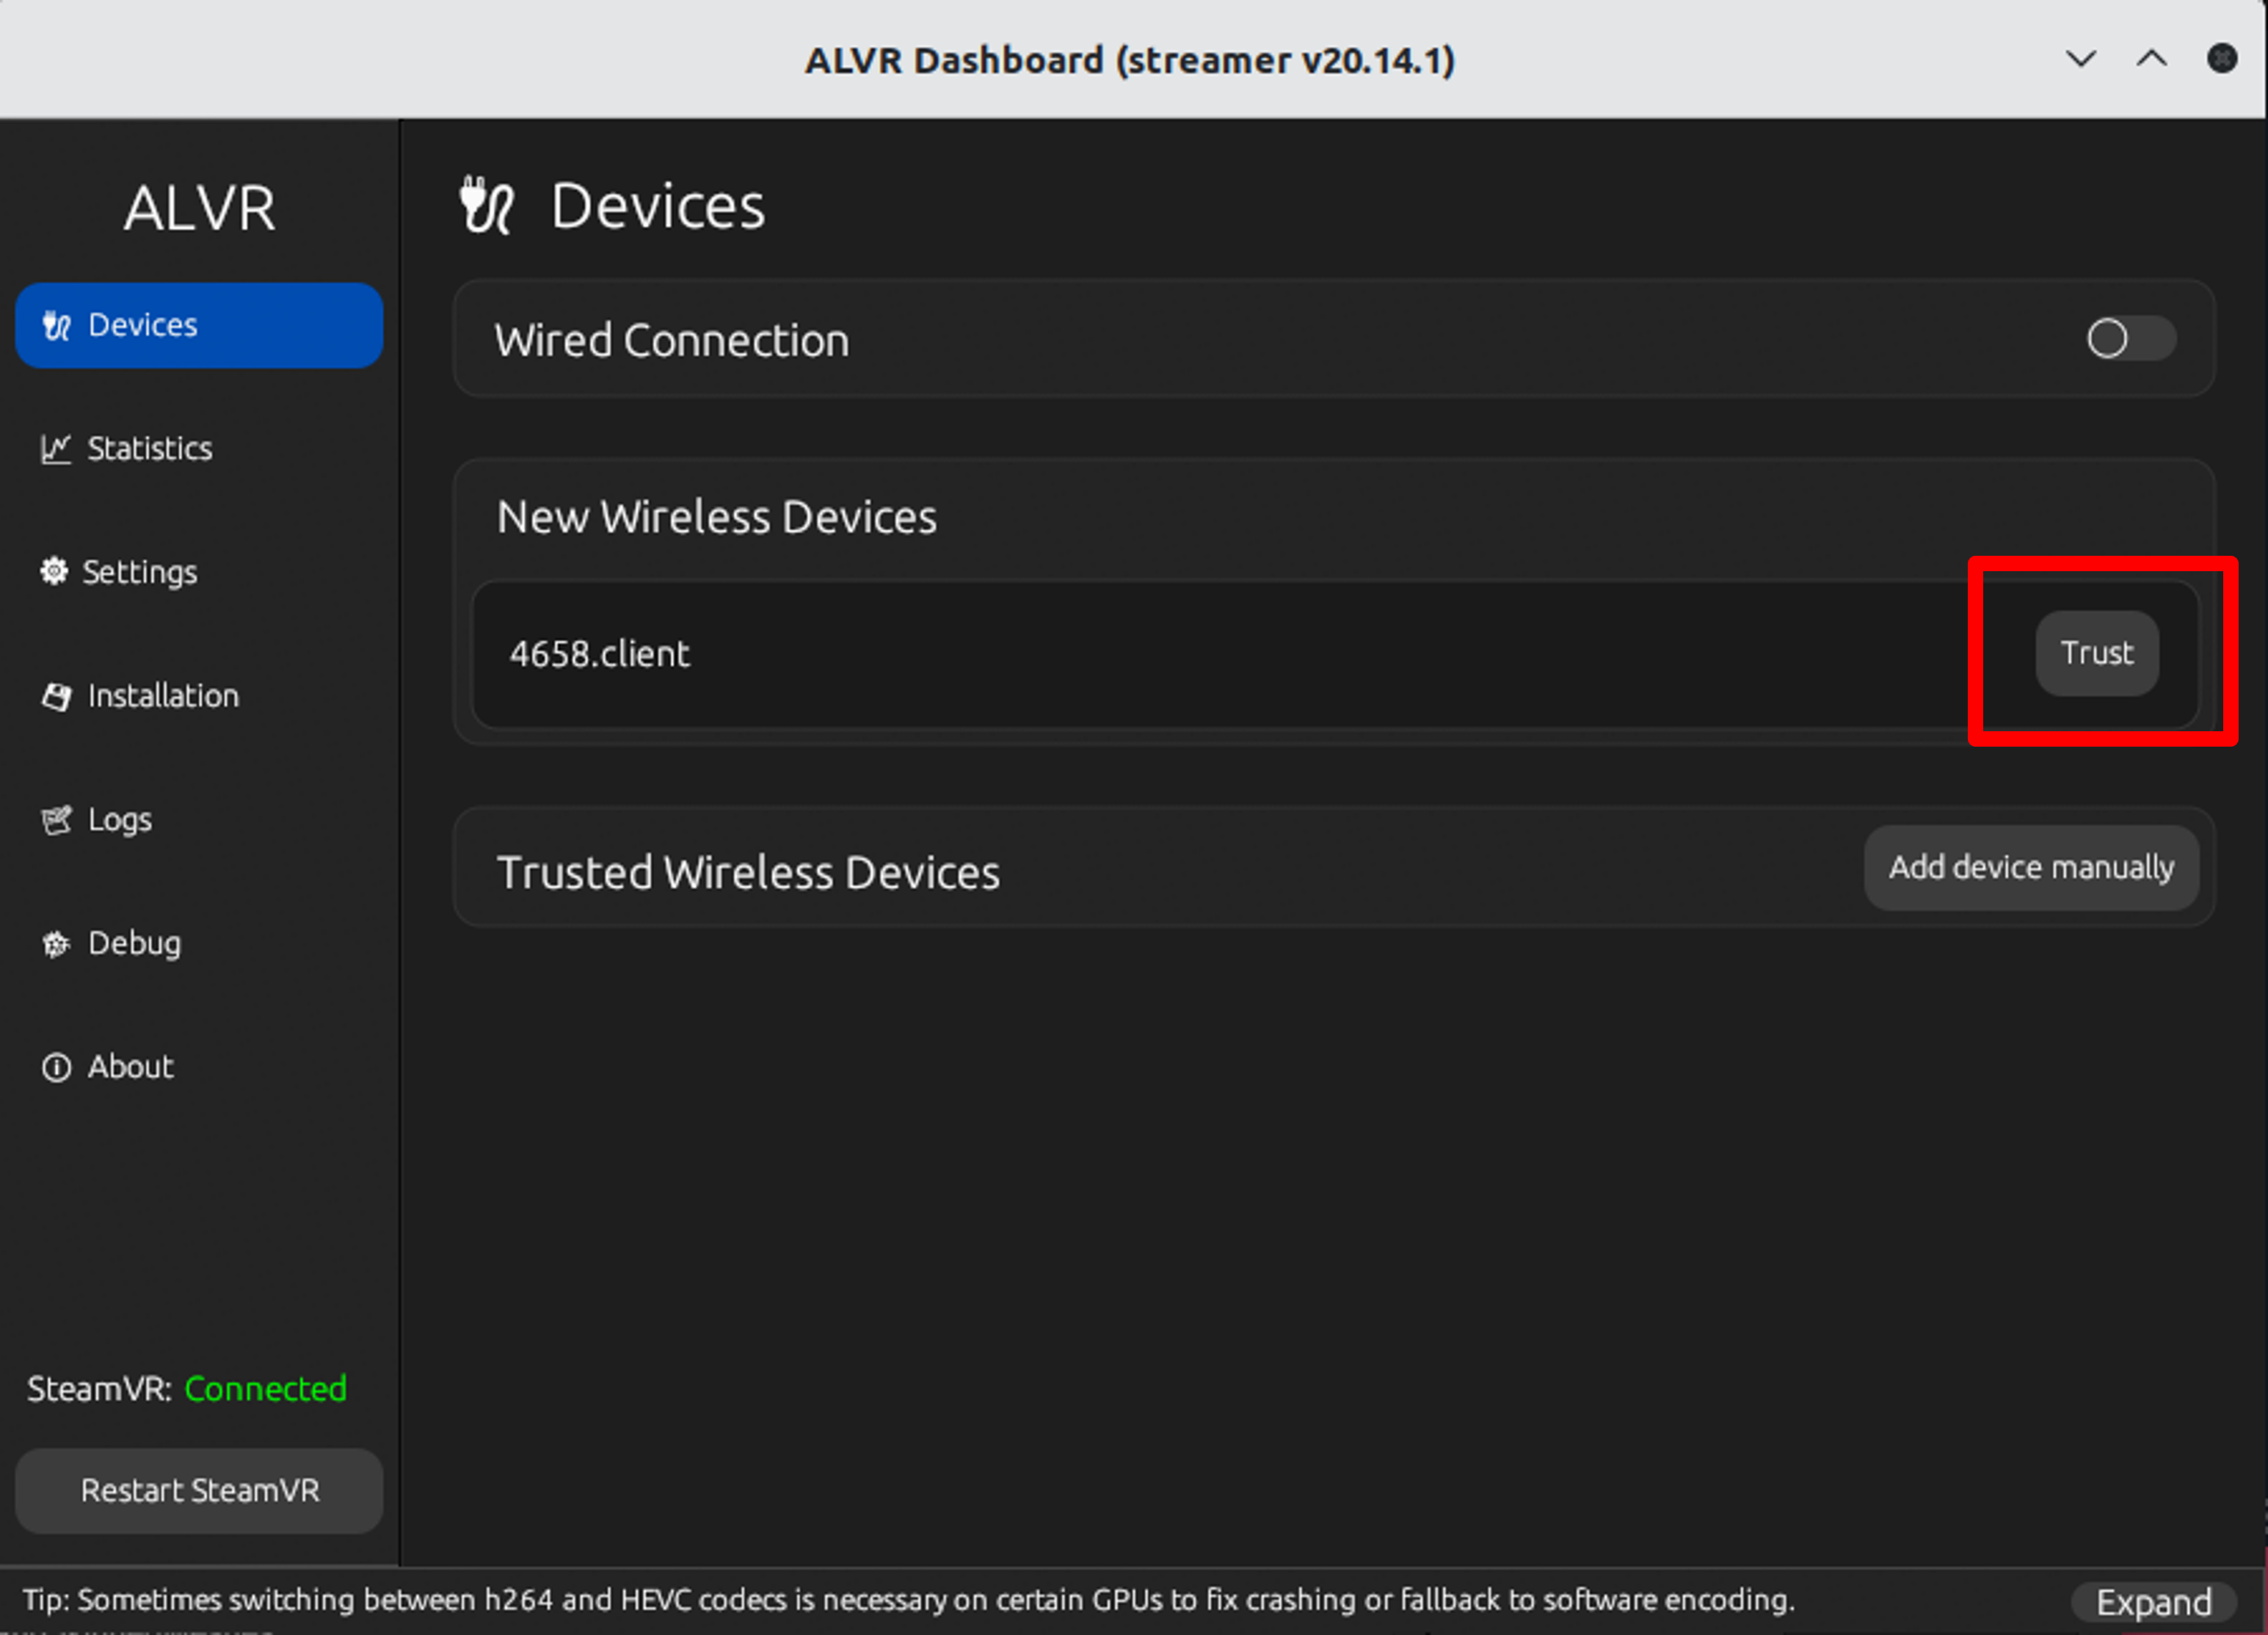 ALVR Dashboard (streamer v20.14.1)
ALVR
Devices
Statistics
Settings
Installation
Logs
Debug
About
SteamVR: Connected
Restart SteamVR
Devices
Wired Connection
New Wireless Devices
4658.client
Trust
Trusted Wireless Devices
Add device manually
Tip: Sometimes switching between h264 and HEVC codecs is necessary on certain GPUs to fix crashing or fallback to software encoding.
Expand